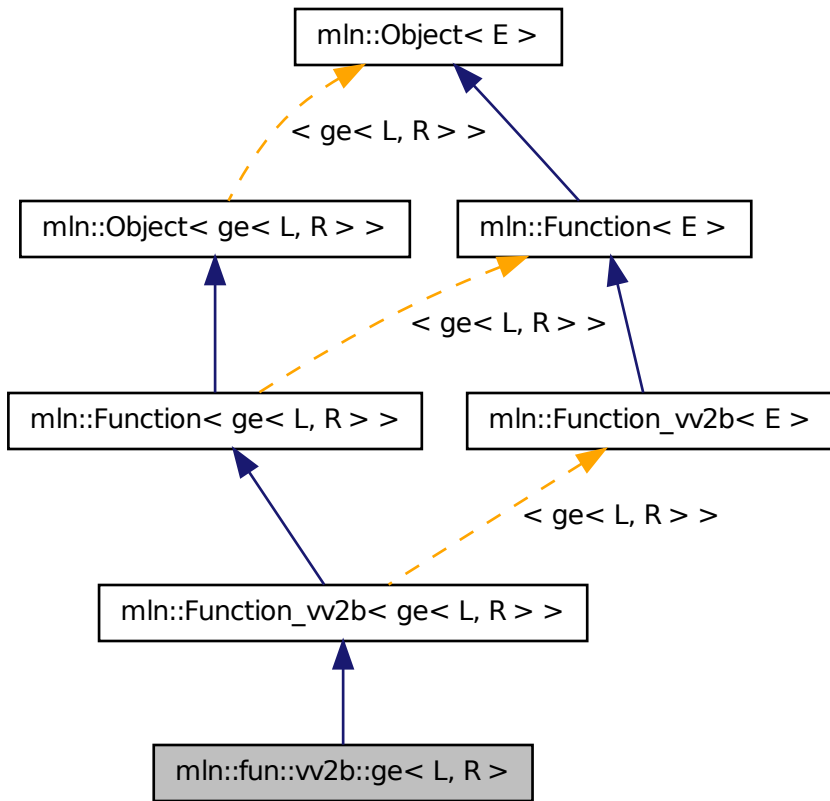 mln::Object< E >
< ge< L, R > >
mln::Object< ge< L, R > >
mln::Function< E >
< ge< L, R > >
mln::Function< ge< L, R > >
mln::Function_vv2b< E >
< ge< L, R > >
mln::Function_vv2b< ge< L, R > >
mln::fun::vv2b::ge< L, R >